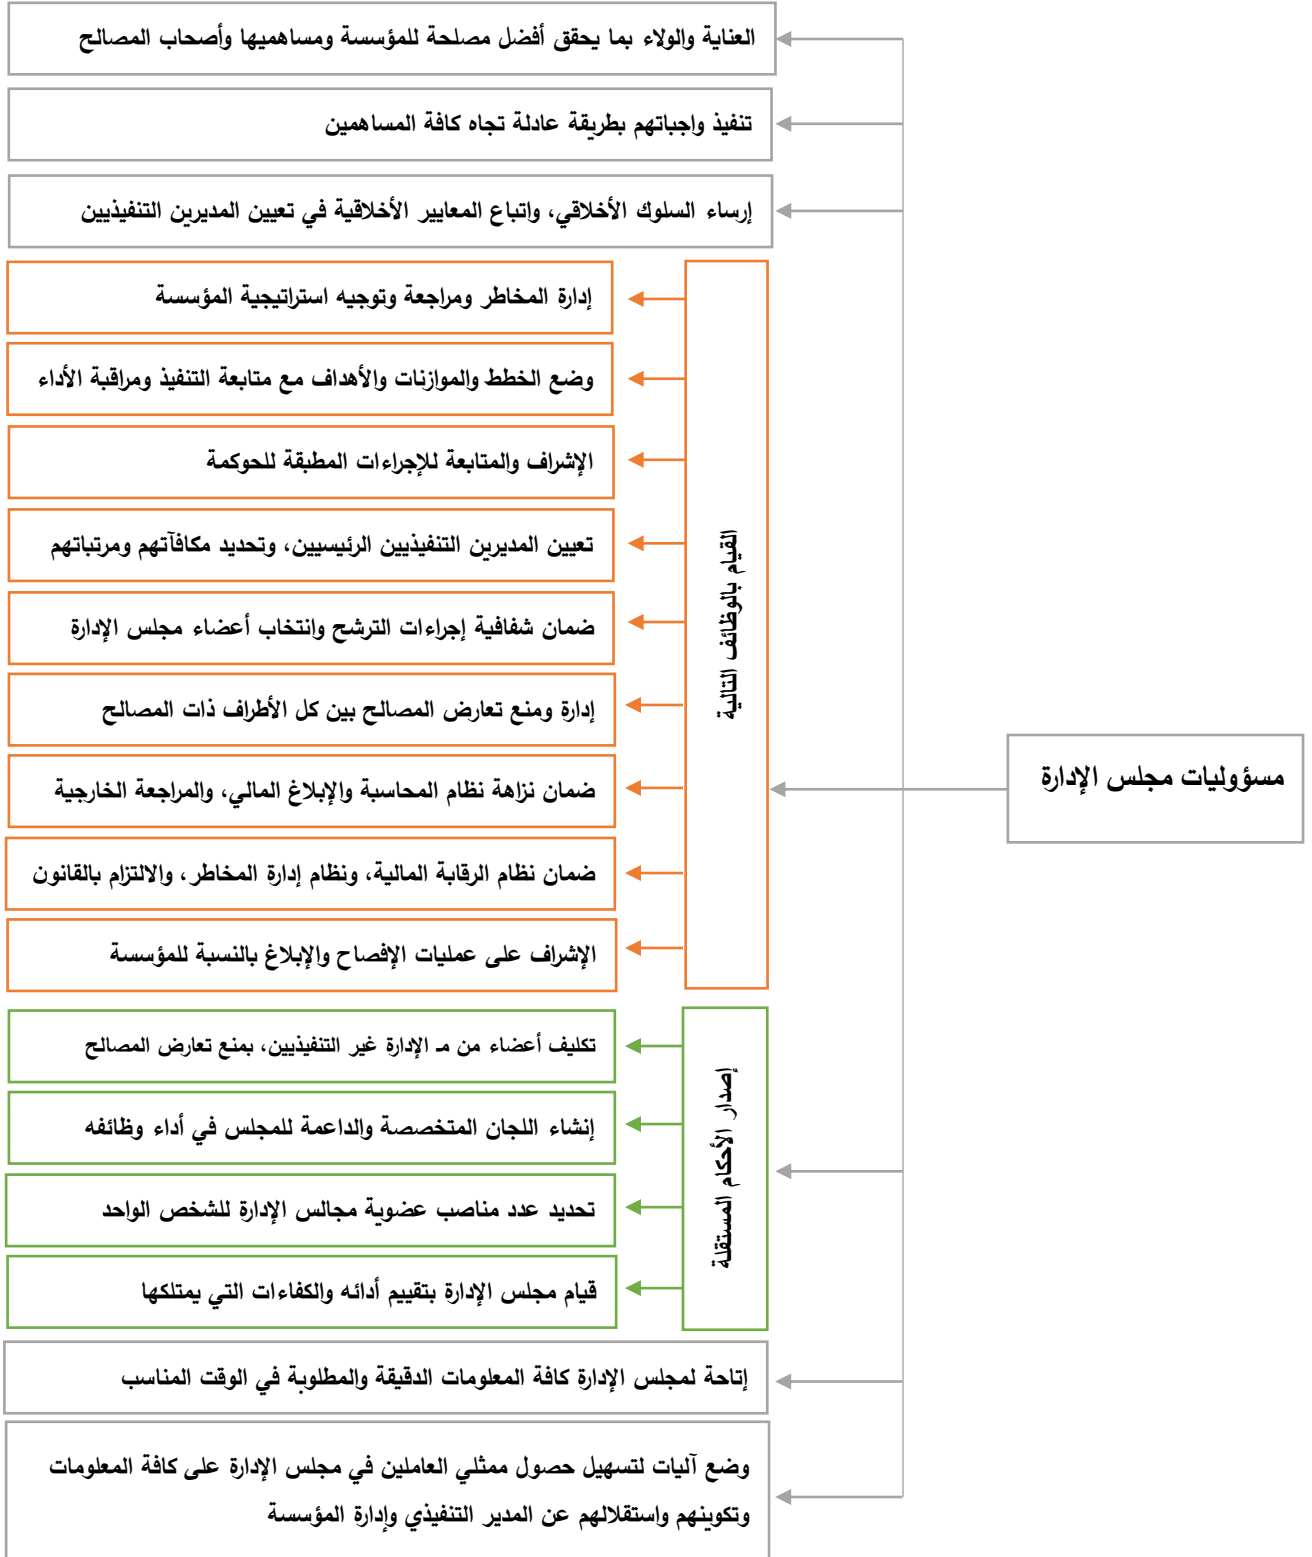 مسؤوليات مجلس الإدارة
العناية والولاء بما يحقق أفضل مصلحة للمؤسسة ومساهميها وأصحاب المصالح
تنفيذ واجباتهم بطريقة عادلة تجاه كافة المساهمين
إرساء السلوك الأخلاقي، واتباع المعايير الأخلاقية في تعيين المديرين التنفيذيين
القيام بالوظائف التالية
إدارة المخاطر ومراجعة وتوجيه استراتيجية المؤسسة
وضع الخطط والموازنات والأهداف مع متابعة التنفيذ ومراقبة الأداء
الإشراف والمتابعة للإجراءات المطبقة للحوكمة
تعيين المديرين التنفيذيين الرئيسيين، وتحديد مكافآتهم ومرتباتهم
ضمان شفافية إجراءات الترشح وانتخاب أعضاء مجلس الإدارة
إدارة ومنع تعارض المصالح بين كل الأطراف ذات المصالح
ضمان نزاهة نظام المحاسبة والإبلاغ المالي، والمراجعة الخارجية
ضمان نظام الرقابة المالية، ونظام إدارة المخاطر، والالتزام بالقانون
الإشراف على عمليات الإفصاح والإبلاغ بالنسبة للمؤسسة
إصدار الأحكام المستقلة
تكليف أعضاء من مـ الإدارة غير التنفيذيين، بمنع تعارض المصالح
إنشاء اللجان المتخصصة والداعمة للمجلس في أداء وظائفه
تحديد عدد مناصب عضوية مجالس الإدارة للشخص الواحد
قيام مجلس الإدارة بتقييم أدائه والكفاءات التي يمتلكها
إتاحة لمجلس الإدارة كافة المعلومات الدقيقة والمطلوبة في الوقت المناسب
وضع آليات لتسهيل حصول ممثلي العاملين في مجلس الإدارة على كافة المعلومات
وتكوينهم واستقلالهم عن المدير التنفيذي وإدارة المؤسسة